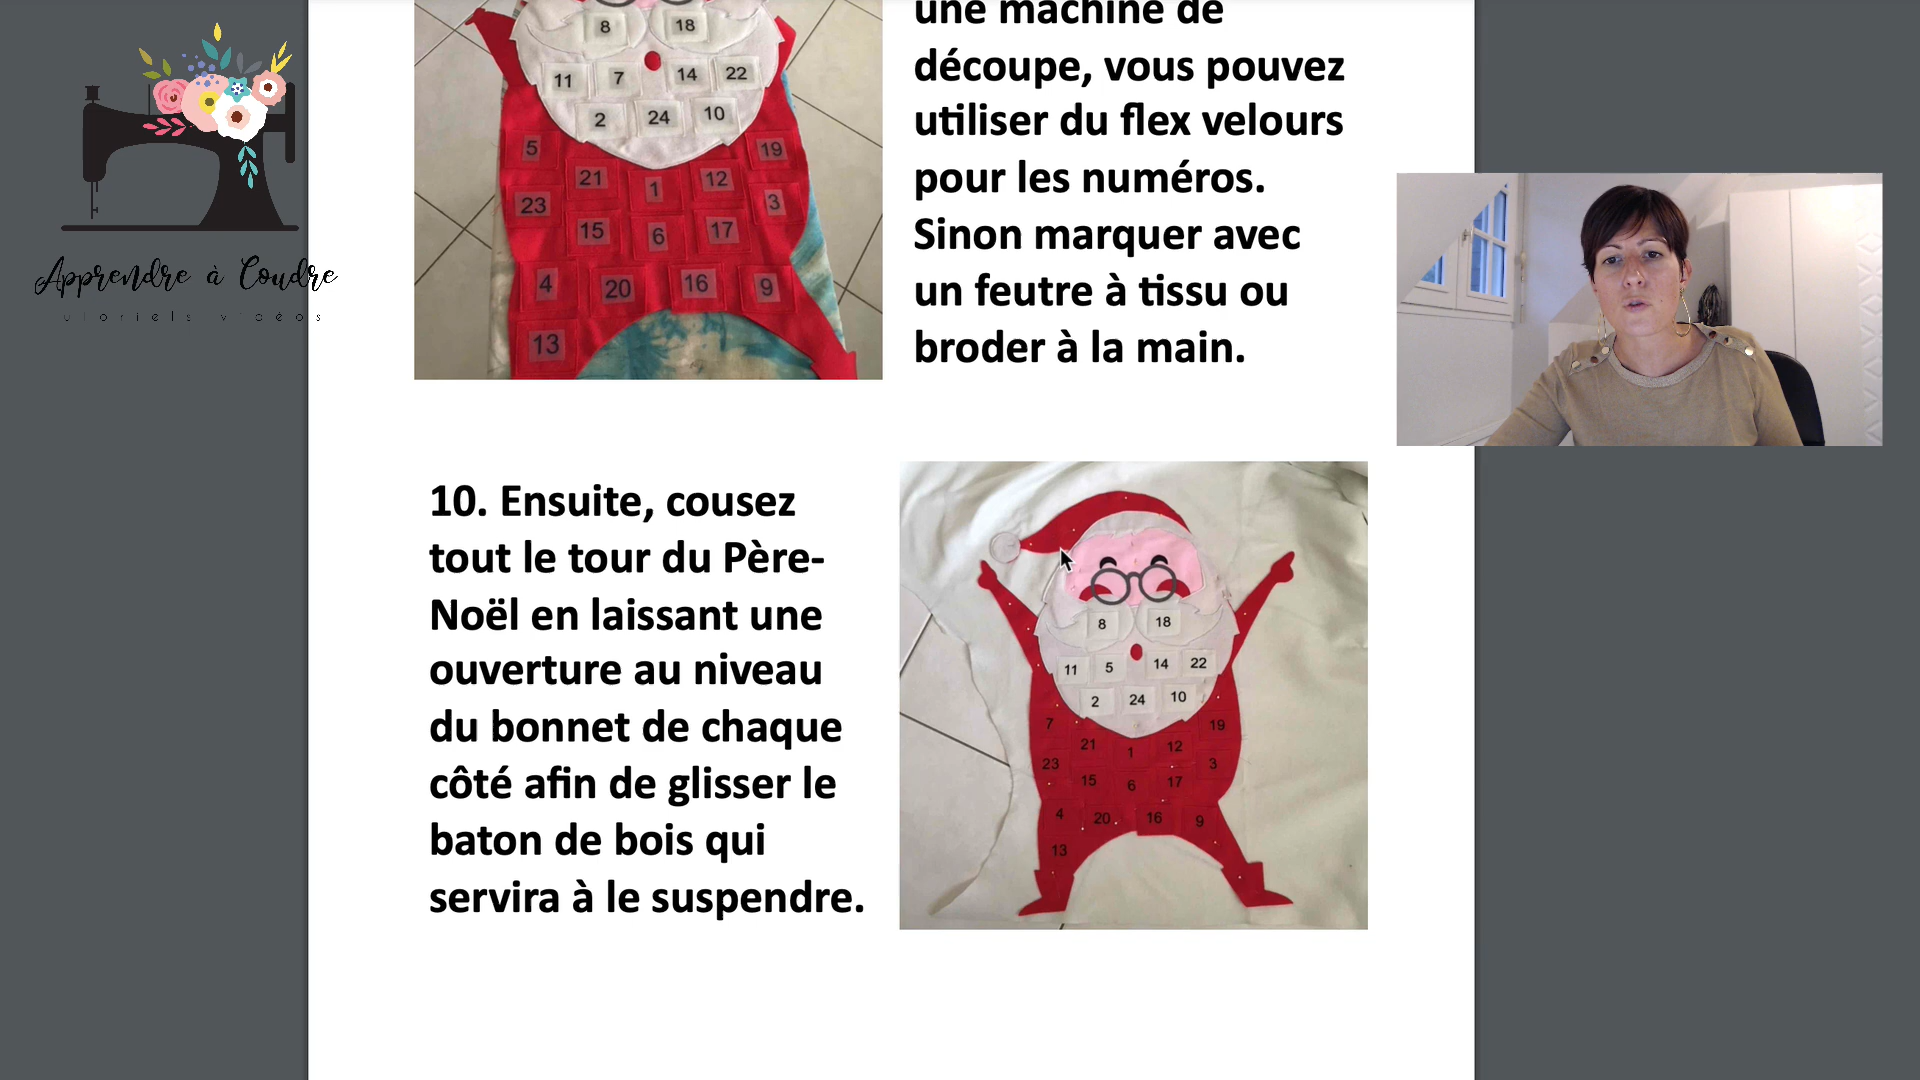 une machine de
découpe, vous pouvez
utiliser du flex velours
pour les numéros.
Sinon marquer avec
un feutre à tissu ou
broder à la main.
8 18
11 7 14 22
2 24 10
5 19
21 1 12
23 3
15 6 17
4 20 16 9
13
Apprendre à Coudre
utoriels vidéos
10. Ensuite, cousez
tout le tour du Père-
Noël en laissant une
ouverture au niveau
du bonnet de chaque
côté afin de glisser le
baton de bois qui
servira à le suspendre.
8 18
11 5 14 22
2 24 10
7 19
21 1 12
23 3
15 6 17
4 20 16 9
13